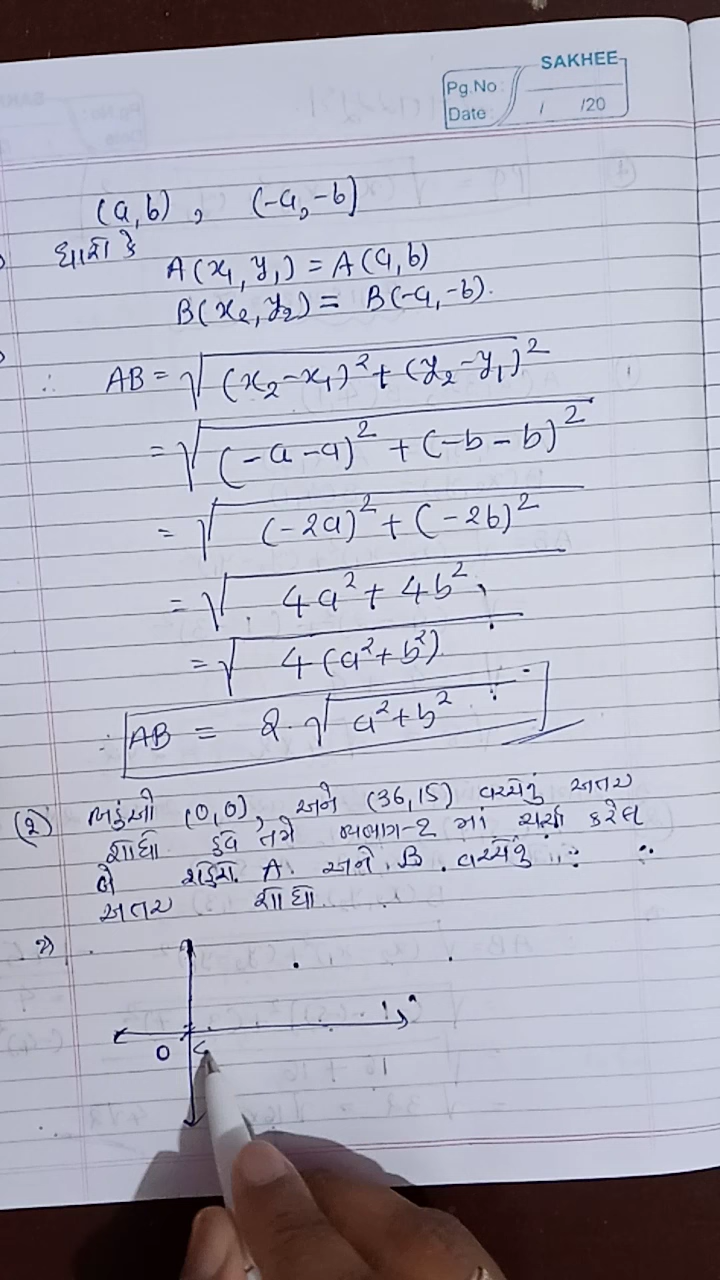 SAKHEE
Pg.No :
Date : / /20
(a,b) , (-a,-b)
ધારો કે
A(x₁, y₁) = A(a,b)
B(x₂, y₂) = B(-a,-b).
∴ AB = √(x₂-x₁)² + (y₂-y₁)²
= √(-a-a)² + (-b-b)²
= √(-2a)² + (-2b)²
= √4a² + 4b²
= √4(a²+b²)
∴ AB = 2.√a²+b²
(2) (0,0), અને (36,15) વચ્ચેનું અંતર
શોધો હવે તમે વિભાગ-2 માં ચર્ચા કરેલ
બે શહેરો A અને B વચ્ચેનું
અંતર શોધો
2)
0